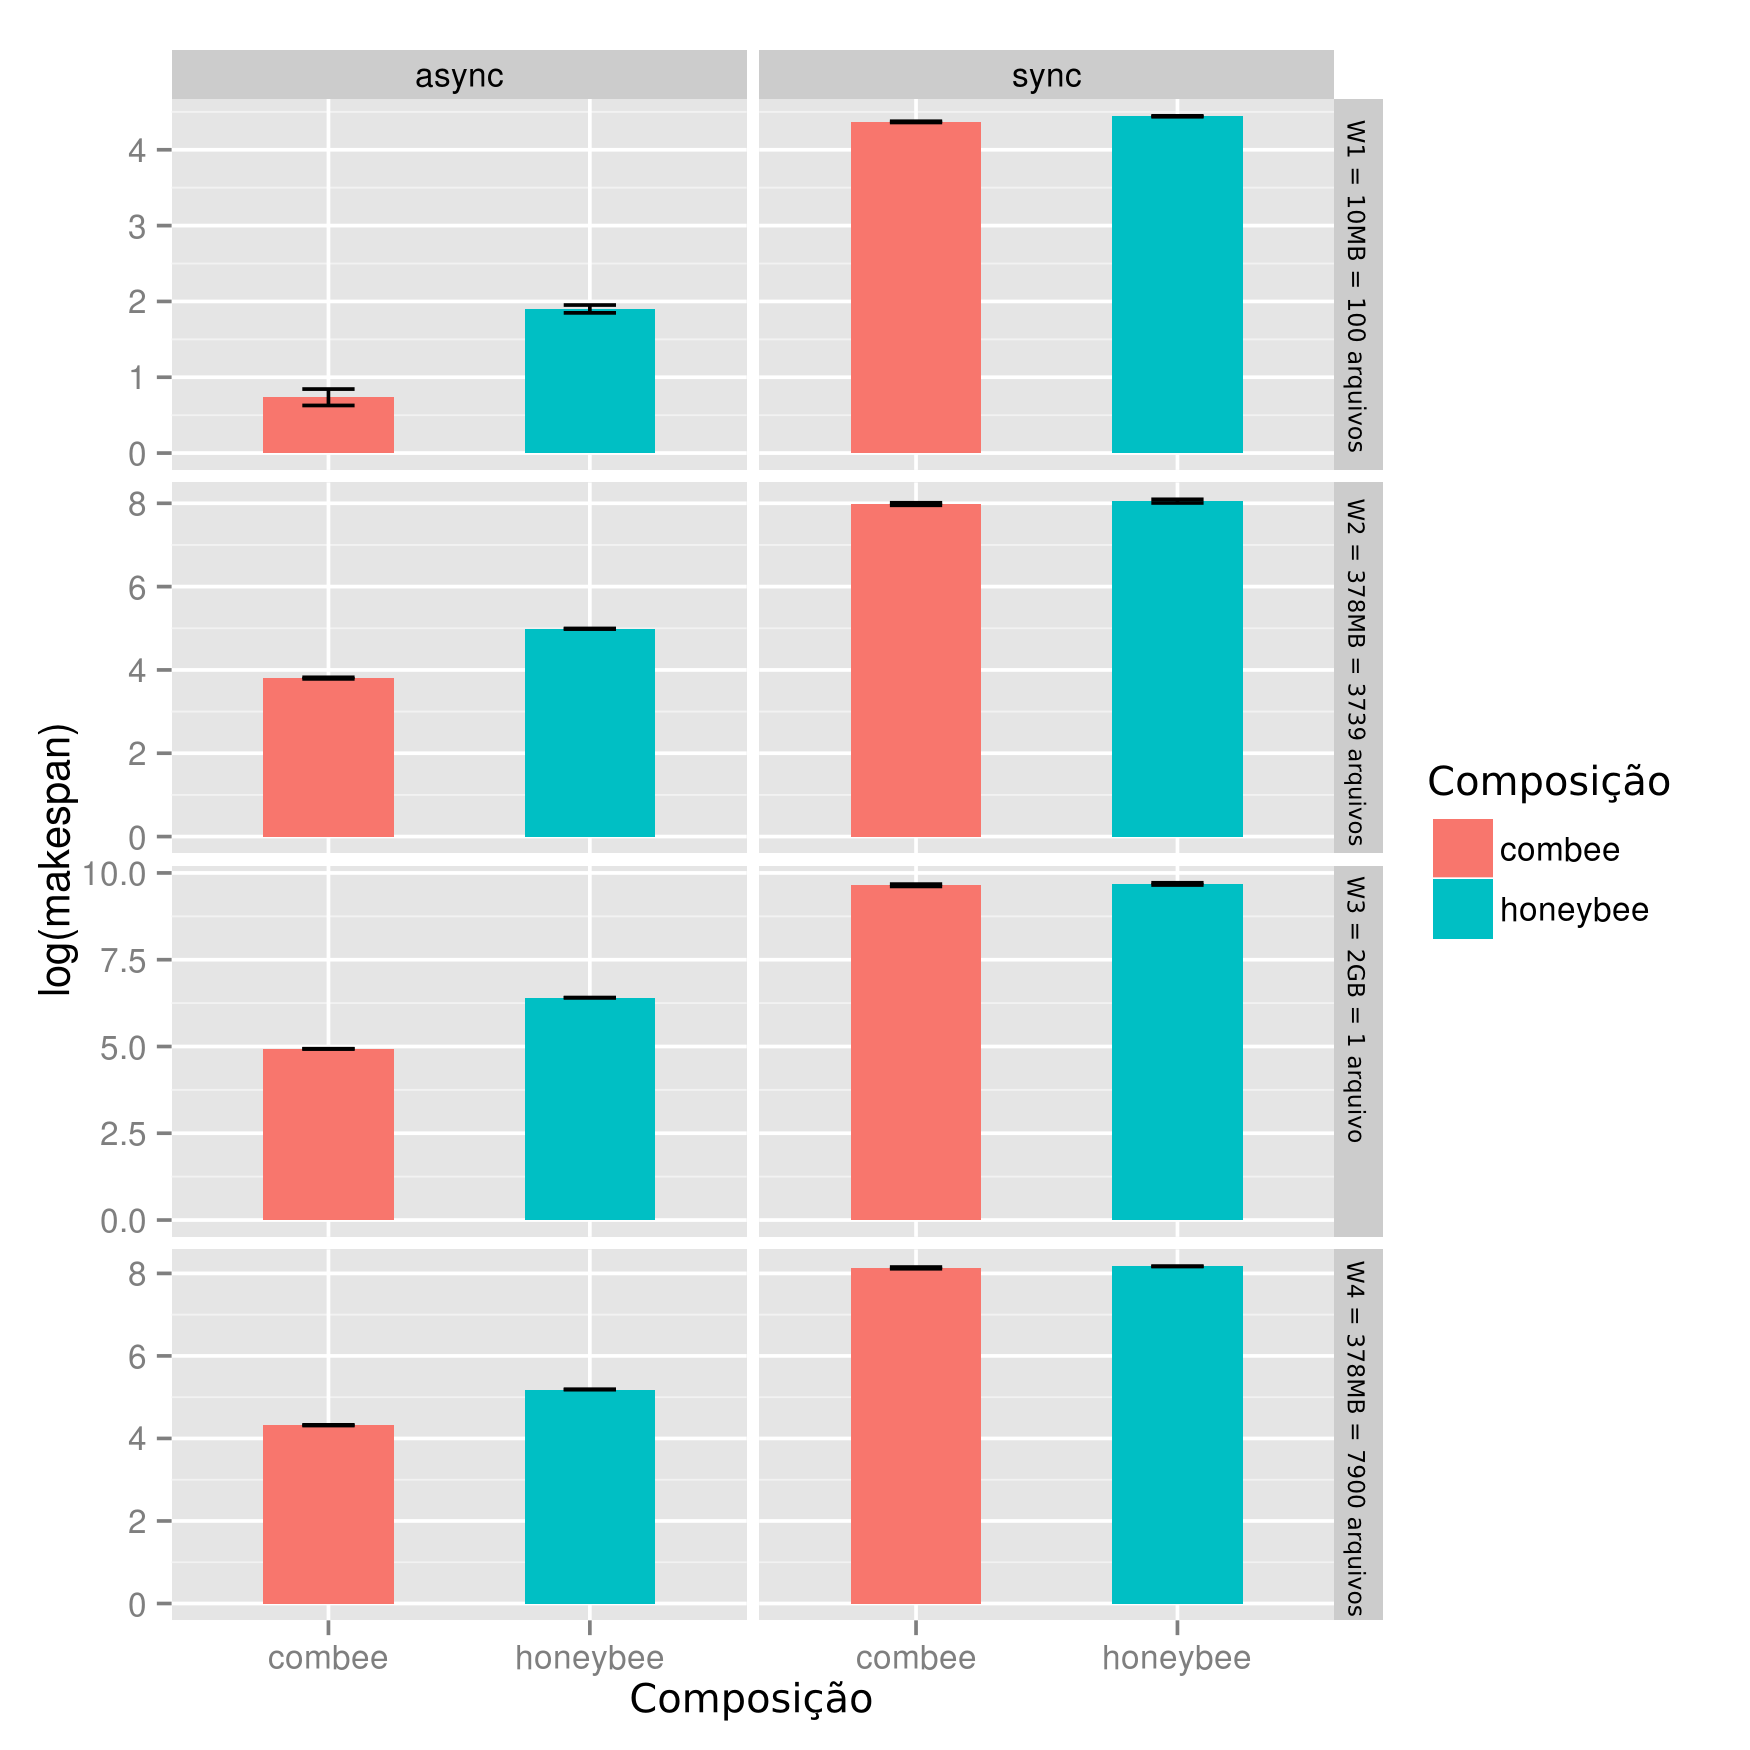 async
sync
4
3
2
1
0
W1 = 10MB = 100 arquivos
8
6
4
2
0
W2 = 378MB = 3739 arquivos
10.0
7.5
5.0
2.5
0.0
W3 = 2GB = 1 arquivo
8
6
4
2
0
W4 = 378MB = 7900 arquivos
log(makespan)
combee
honeybee
combee
honeybee
Composição
Composição
combee
honeybee